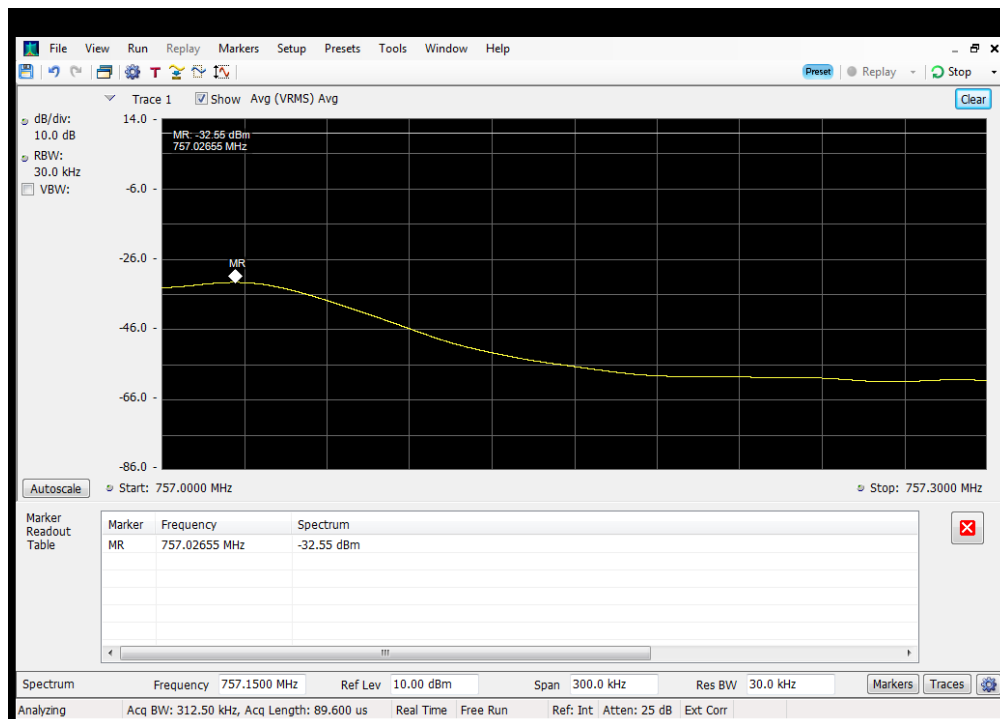 File View Run Replay Markers Setup Presets Tools Window Help
T Preset Replay Stop
Trace 1 Show Avg (VRMS) Avg Clear
dB/div:
10.0 dB
RBW:
30.0 kHz
VBW:
14.0 -
-6.0 -
-26.0 -
-46.0 -
-66.0 -
-86.0 -
MR: -32.55 dBm
757.02655 MHz
MR
Autoscale Start: 757.0000 MHz Stop: 757.3000 MHz
Marker
Readout
Table
Marker Frequency Spectrum
MR 757.02655 MHz -32.55 dBm
Spectrum Frequency 757.1500 MHz Ref Lev 10.00 dBm Span 300.0 kHz Res BW 30.0 kHz Markers Traces
Analyzing Acq BW: 312.50 kHz, Acq Length: 89.600 us Real Time Free Run Ref: Int Atten: 25 dB Ext Corr